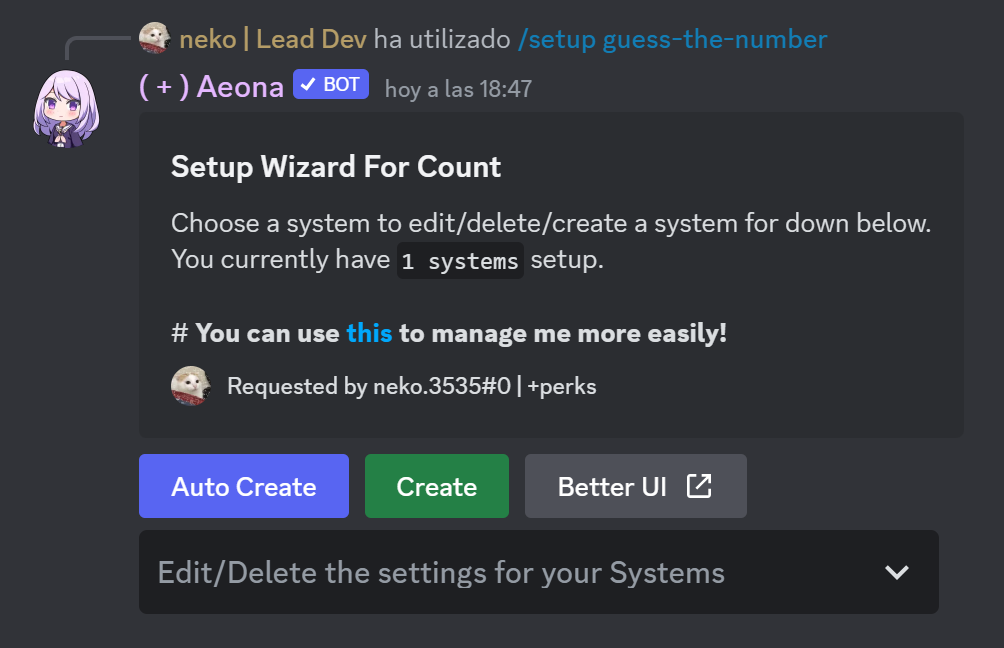 neko | Lead Dev ha utilizado /setup guess-the-number
( + ) Aeona BOT hoy a las 18:47
Setup Wizard For Count
Choose a system to edit/delete/create a system for down below.
You currently have 1 systems setup.
# You can use this to manage me more easily!
Requested by neko.3535#0 | +perks
Auto Create Create Better UI
Edit/Delete the settings for your Systems